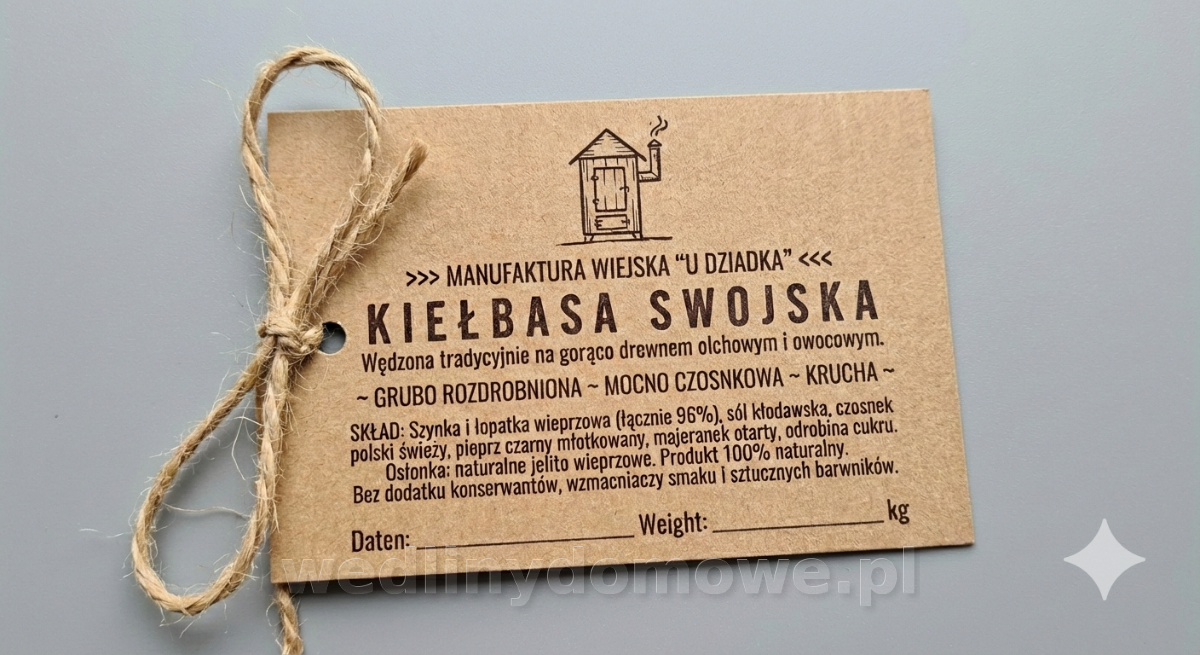 >>> MANUFAKTURA WIEJSKA “U DZIADKA” <<<
KIEŁBASA SWOJSKA
Wędzona tradycyjnie na gorąco drewnem olchowym i owocowym.
~ GRUBO ROZDROBNIONA ~ MOCNO CZOSNKOWA ~ KRUCHA ~
SKŁAD: Szynka i łopatka wieprzowa (łącznie 96%), sól kłodawska, czosnek
polski świeży, pieprz czarny młotkowany, majeranek otarty, odrobina cukru.
Osłonka: naturalne jelito wieprzowe. Produkt 100% naturalny.
Bez dodatku konserwantów, wzmacniaczy smaku i sztucznych barwników.
Daten: ____________________ Weight: ________________ kg
wedlinydomowe.pl